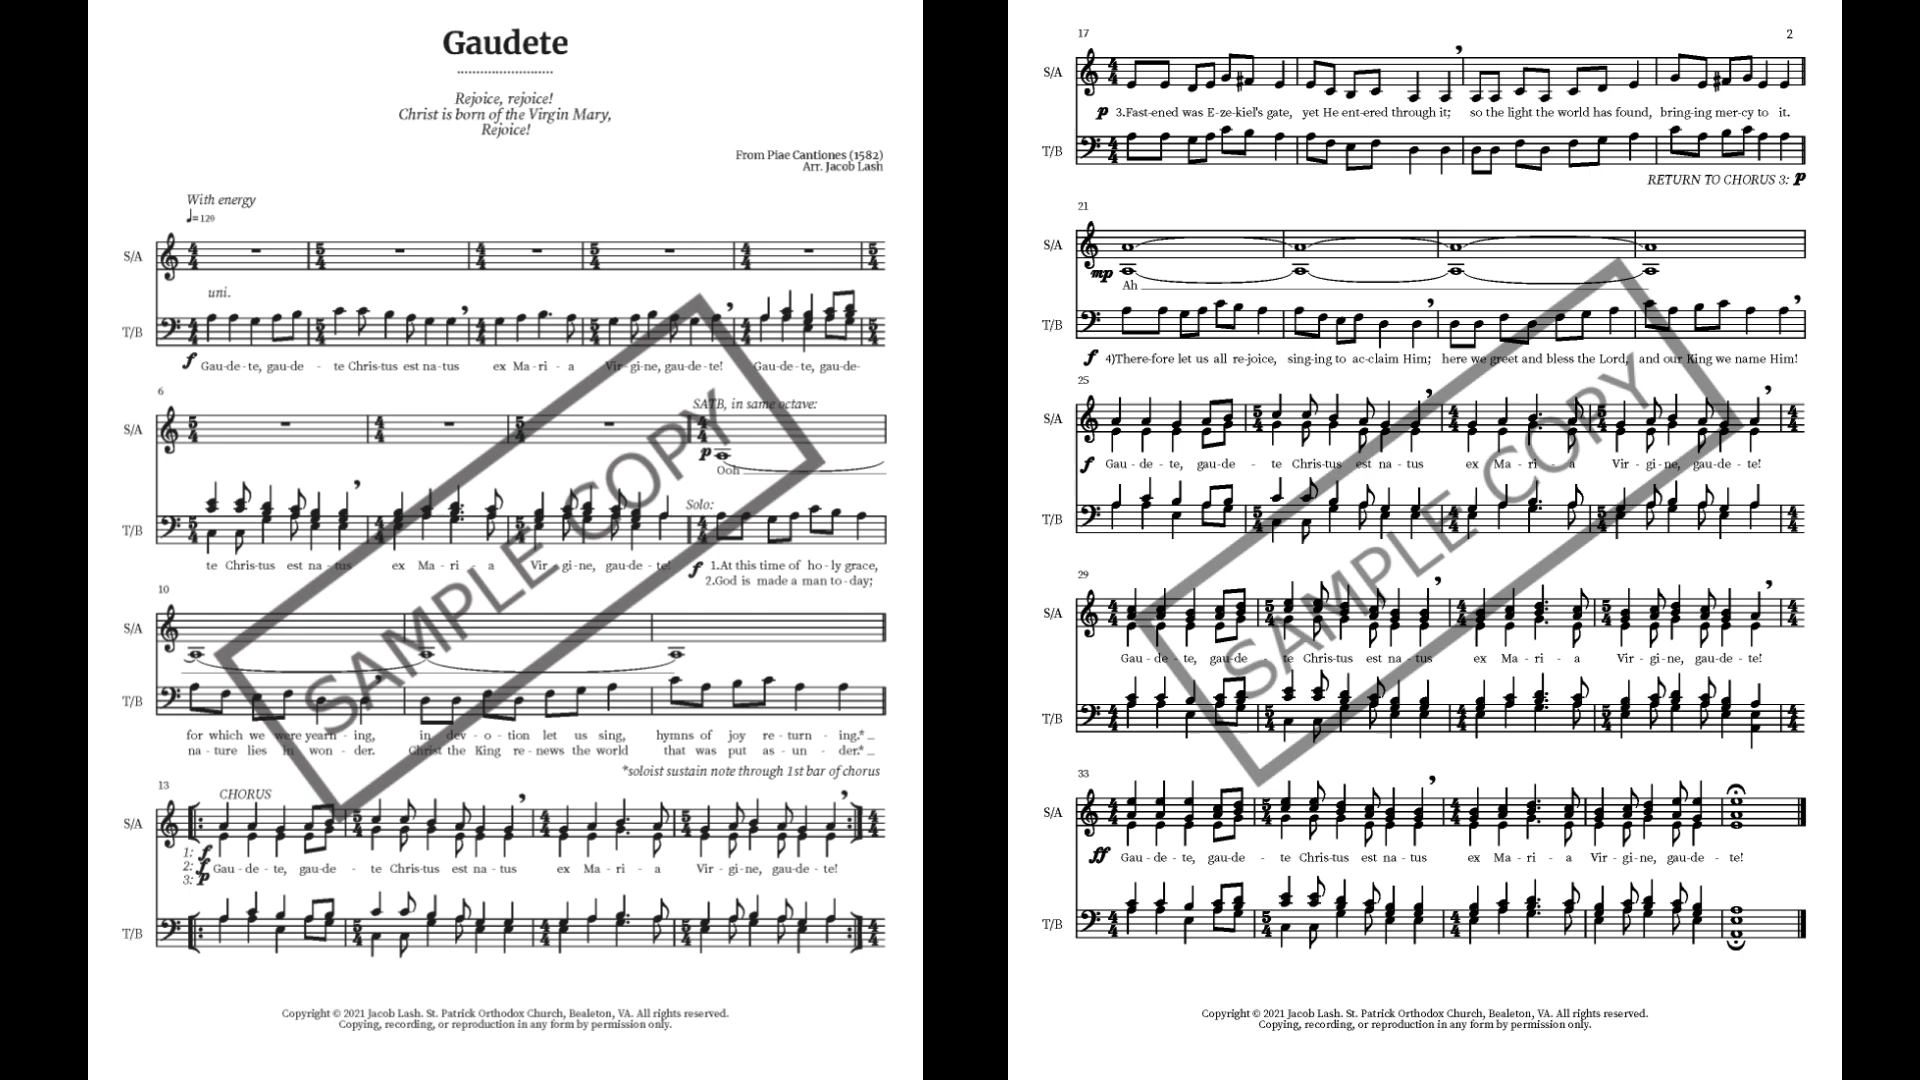 Gaudete
Rejoice, rejoice!
Christ is born of the Virgin Mary,
Rejoice!
From Piae Cantiones (1582)
Arr. Jacob Lash
With energy
♩=120
S/A
uni.
T/B
f Gau-de-te, gau-de - te Chris-tus est na-tus ex Ma-ri - a Vir-gi-ne, gau-de-te! Gau-de-te, gau-de-
6
SATB, in same octave:
S/A
p
Ooh
Solo:
T/B
te Chris-tus est na-tus ex Ma-ri - a Vir-gi-ne, gau-de-te! f 1.At this time of ho-ly grace,
2.God is made a man to-day;
10
S/A
T/B
for which we were yearn-ing, in dev-o-tion let us sing, hymns of joy re-turn-ing.*
na-ture lies in won-der. Christ the King re-news the world that was put as-un-der.*
*soloist sustain note through 1st bar of chorus
13
CHORUS
S/A
1: f
2: f Gau-de-te, gau-de - te Chris-tus est na-tus ex Ma-ri - a Vir-gi-ne, gau-de-te!
3: p
T/B
SAMPLE COPY
Copyright © 2021 Jacob Lash. St. Patrick Orthodox Church, Bealeton, VA. All rights reserved.
Copying, recording, or reproduction in any form by permission only.
17
2
S/A
p 3.Fast-ened was E-ze-kiel's gate, yet He ent-ered through it; so the light the world has found, bring-ing mer-cy to it.
T/B
RETURN TO CHORUS 3: p
21
S/A
mp
Ah
T/B
f 4)There-fore let us all re-joice, sing-ing to ac-claim Him; here we greet and bless the Lord, and our King we name Him!
25
S/A
f Gau-de-te, gau-de - te Chris-tus est na-tus ex Ma-ri - a Vir-gi-ne, gau-de-te!
T/B
29
S/A
Gau-de-te, gau-de te Chris-tus est na-tus ex Ma-ri - a Vir-gi-ne, gau-de-te!
T/B
33
S/A
ff Gau-de-te, gau-de - te Chris-tus est na-tus ex Ma-ri - a Vir-gi-ne, gau-de - te!
T/B
SAMPLE COPY
Copyright © 2021 Jacob Lash. St. Patrick Orthodox Church, Bealeton, VA. All rights reserved.
Copying, recording, or reproduction in any form by permission only.